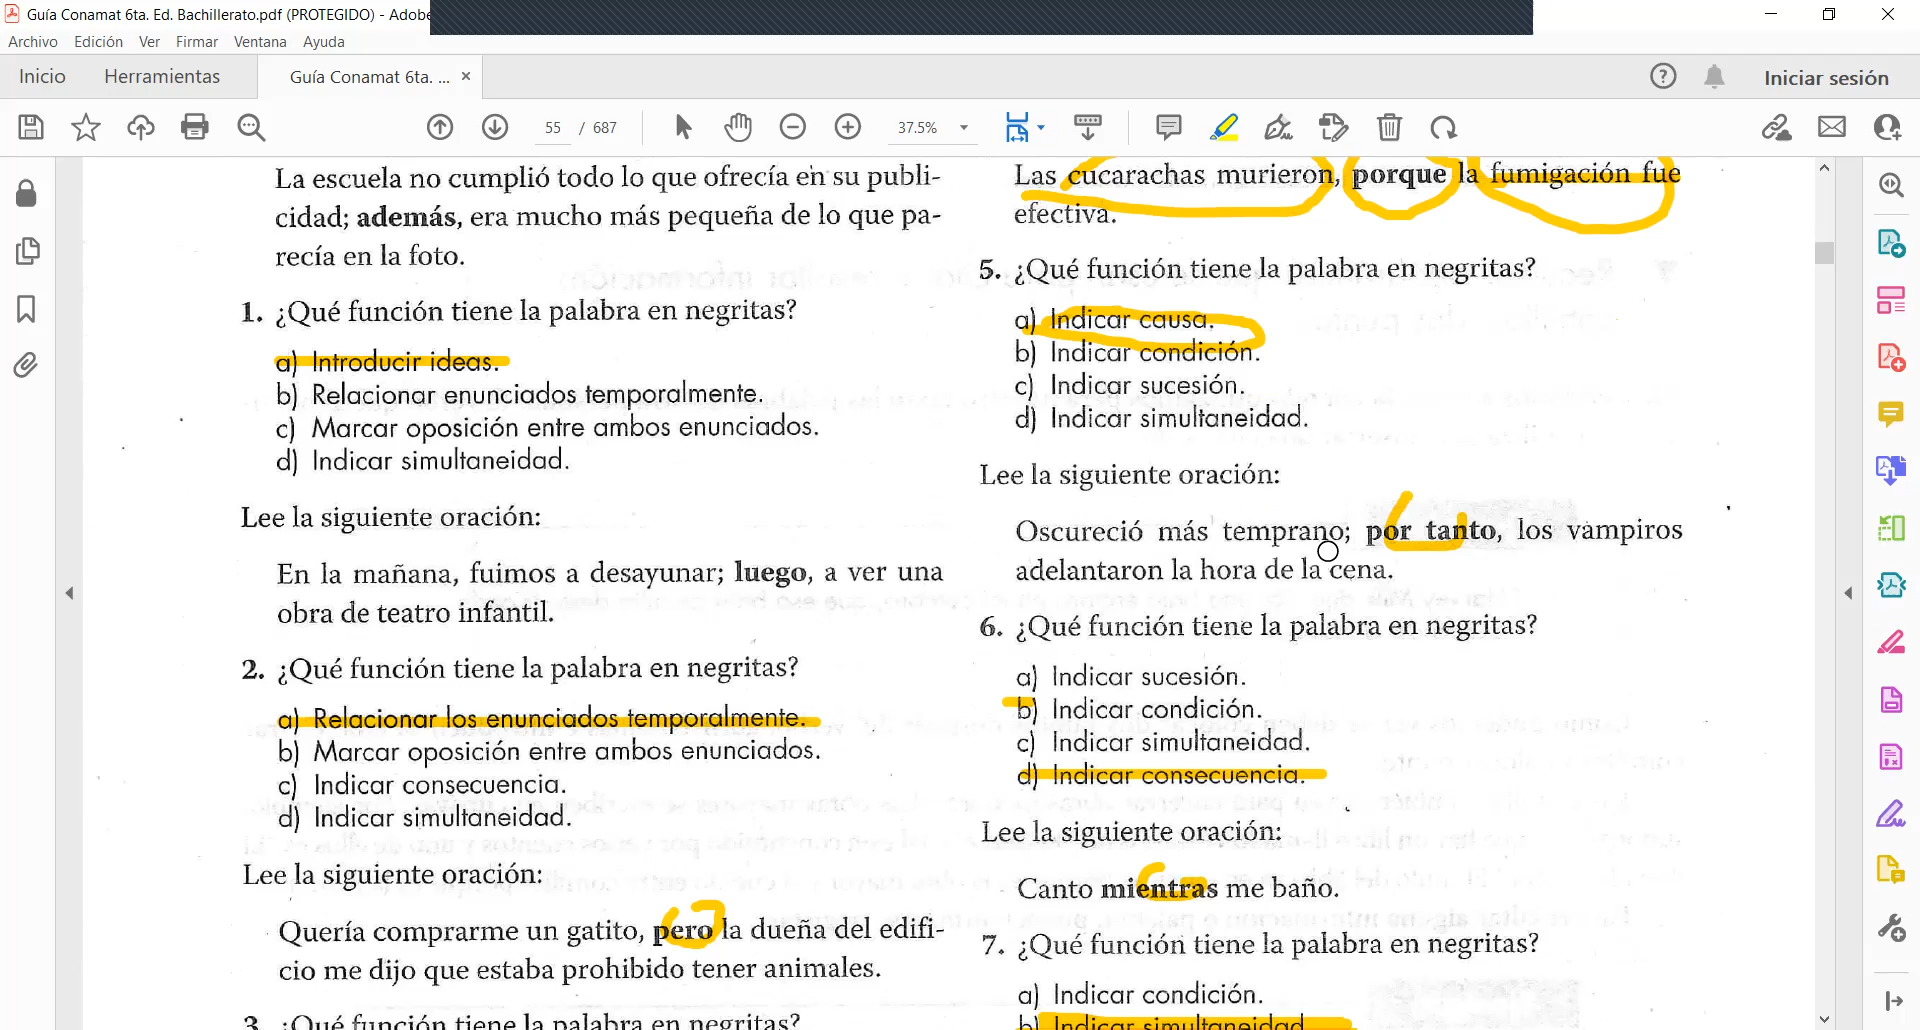 Guía Conamat 6ta. Ed. Bachillerato.pdf (PROTEGIDO) - Adobe
Archivo Edición Ver Firmar Ventana Ayuda
Inicio Herramientas Guía Conamat 6ta. ... × Iniciar sesión
55 / 687 37.5%
La escuela no cumplió todo lo que ofrecía en su publi-
cidad; además, era mucho más pequeña de lo que pa-
recía en la foto.
1. ¿Qué función tiene la palabra en negritas?
a) Introducir ideas.
b) Relacionar enunciados temporalmente.
c) Marcar oposición entre ambos enunciados.
d) Indicar simultaneidad.
Lee la siguiente oración:
En la mañana, fuimos a desayunar; luego, a ver una
obra de teatro infantil.
2. ¿Qué función tiene la palabra en negritas?
a) Relacionar los enunciados temporalmente.
b) Marcar oposición entre ambos enunciados.
c) Indicar consecuencia.
d) Indicar simultaneidad.
Lee la siguiente oración:
Quería comprarme un gatito, pero la dueña del edifi-
cio me dijo que estaba prohibido tener animales.
3. ¿Qué función tiene la palabra en negritas?
Las cucarachas murieron, porque la fumigación fue
efectiva.
5. ¿Qué función tiene la palabra en negritas?
a) Indicar causa.
b) Indicar condición.
c) Indicar sucesión.
d) Indicar simultaneidad.
Lee la siguiente oración:
Oscureció más temprano; por tanto, los vampiros
adelantaron la hora de la cena.
6. ¿Qué función tiene la palabra en negritas?
a) Indicar sucesión.
b) Indicar condición.
c) Indicar simultaneidad.
d) Indicar consecuencia.
Lee la siguiente oración:
Canto mientras me baño.
7. ¿Qué función tiene la palabra en negritas?
a) Indicar condición.
b) Indicar simultaneidad.